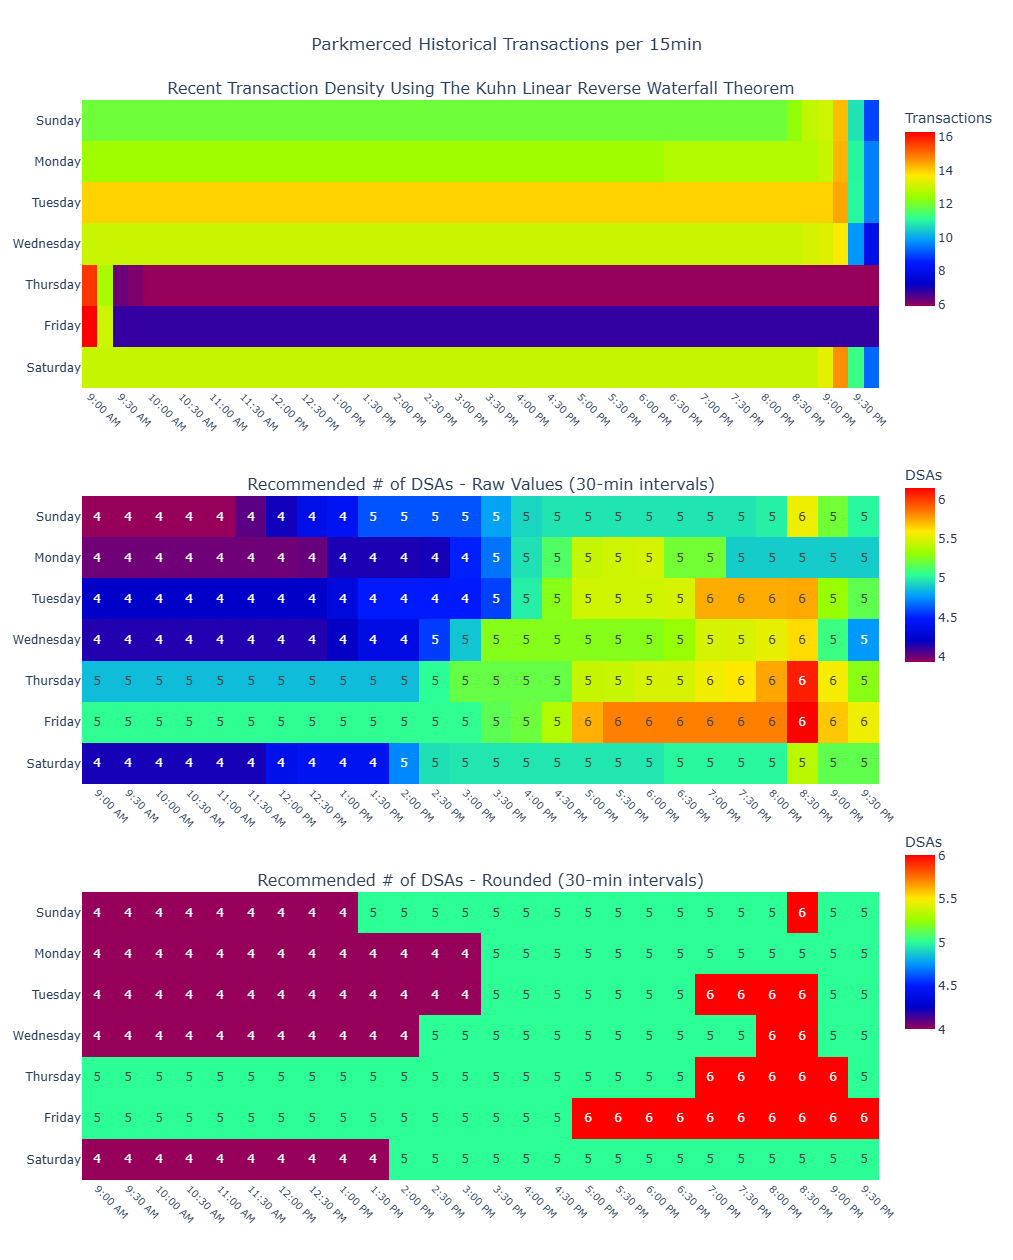 Parkmerced Historical Transactions per 15min
Recent Transaction Density Using The Kuhn Linear Reverse Waterfall Theorem
Sunday
Monday
Tuesday
Wednesday
Thursday
Friday
Saturday
9:00 AM 9:30 AM 10:00 AM 10:30 AM 11:00 AM 11:30 AM 12:00 PM 12:30 PM 1:00 PM 1:30 PM 2:00 PM 2:30 PM 3:00 PM 3:30 PM 4:00 PM 4:30 PM 5:00 PM 5:30 PM 6:00 PM 6:30 PM 7:00 PM 7:30 PM 8:00 PM 8:30 PM 9:00 PM 9:30 PM
Transactions
16
14
12
10
8
6
Recommended # of DSAs - Raw Values (30-min intervals)
Sunday 4 4 4 4 4 4 4 4 4 5 5 5 5 5 5 5 5 5 5 5 5 5 5 6 5 5
Monday 4 4 4 4 4 4 4 4 4 4 4 4 4 5 5 5 5 5 5 5 5 5 5 5 5 5
Tuesday 4 4 4 4 4 4 4 4 4 4 4 4 4 5 5 5 5 5 5 5 6 6 6 6 5 5
Wednesday 4 4 4 4 4 4 4 4 4 4 4 5 5 5 5 5 5 5 5 5 5 5 6 6 5 5
Thursday 5 5 5 5 5 5 5 5 5 5 5 5 5 5 5 5 5 5 5 5 6 6 6 6 6 5
Friday 5 5 5 5 5 5 5 5 5 5 5 5 5 5 5 5 6 6 6 6 6 6 6 6 6 6
Saturday 4 4 4 4 4 4 4 4 4 4 5 5 5 5 5 5 5 5 5 5 5 5 5 5 5 5
9:00 AM 9:30 AM 10:00 AM 10:30 AM 11:00 AM 11:30 AM 12:00 PM 12:30 PM 1:00 PM 1:30 PM 2:00 PM 2:30 PM 3:00 PM 3:30 PM 4:00 PM 4:30 PM 5:00 PM 5:30 PM 6:00 PM 6:30 PM 7:00 PM 7:30 PM 8:00 PM 8:30 PM 9:00 PM 9:30 PM
DSAs
6
5.5
5
4.5
4
Recommended # of DSAs - Rounded (30-min intervals)
Sunday 4 4 4 4 4 4 4 4 4 5 5 5 5 5 5 5 5 5 5 5 5 5 5 6 5 5
Monday 4 4 4 4 4 4 4 4 4 4 4 4 4 5 5 5 5 5 5 5 5 5 5 5 5 5
Tuesday 4 4 4 4 4 4 4 4 4 4 4 4 4 5 5 5 5 5 5 5 6 6 6 6 5 5
Wednesday 4 4 4 4 4 4 4 4 4 4 4 5 5 5 5 5 5 5 5 5 5 5 6 6 5 5
Thursday 5 5 5 5 5 5 5 5 5 5 5 5 5 5 5 5 5 5 5 5 6 6 6 6 6 5
Friday 5 5 5 5 5 5 5 5 5 5 5 5 5 5 5 5 6 6 6 6 6 6 6 6 6 6
Saturday 4 4 4 4 4 4 4 4 4 4 5 5 5 5 5 5 5 5 5 5 5 5 5 5 5 5
9:00 AM 9:30 AM 10:00 AM 10:30 AM 11:00 AM 11:30 AM 12:00 PM 12:30 PM 1:00 PM 1:30 PM 2:00 PM 2:30 PM 3:00 PM 3:30 PM 4:00 PM 4:30 PM 5:00 PM 5:30 PM 6:00 PM 6:30 PM 7:00 PM 7:30 PM 8:00 PM 8:30 PM 9:00 PM 9:30 PM
DSAs
6
5.5
5
4.5
4